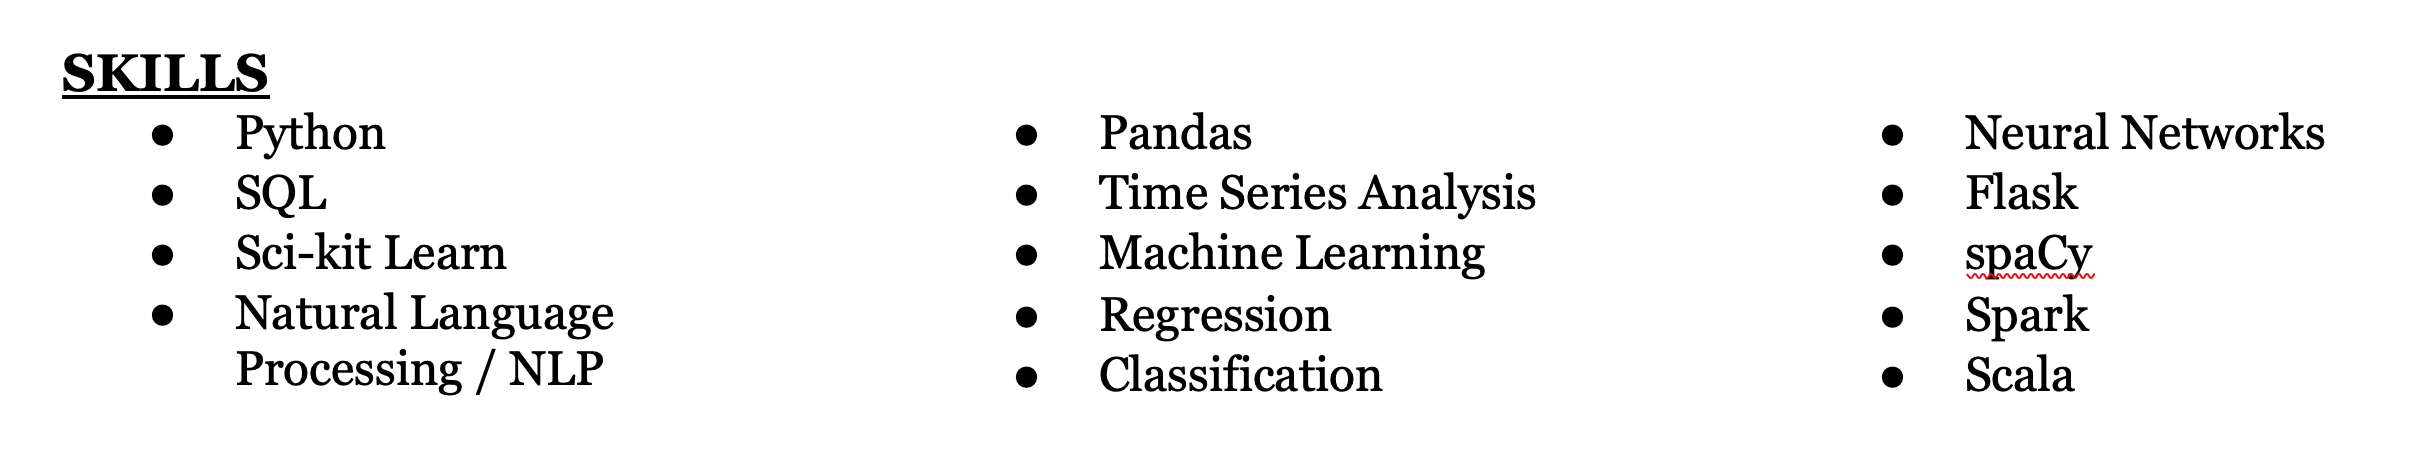 SKILLS
● Python
● SQL
● Sci-kit Learn
● Natural Language
Processing / NLP
● Pandas
● Time Series Analysis
● Machine Learning
● Regression
● Classification
● Neural Networks
● Flask
● spaCy
● Spark
● Scala